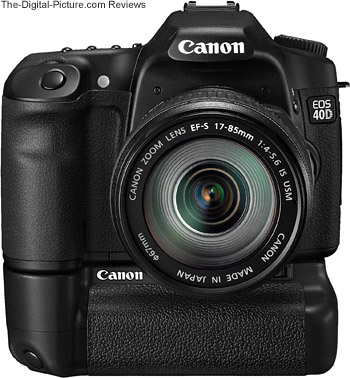 The-Digital-Picture.com Reviews
Canon
EOS
40D
CANON ZOOM LENS EF-S 17-85mm 1:4-5.6 IS USM
CANON MADE IN JAPAN
Ø67mm
Canon